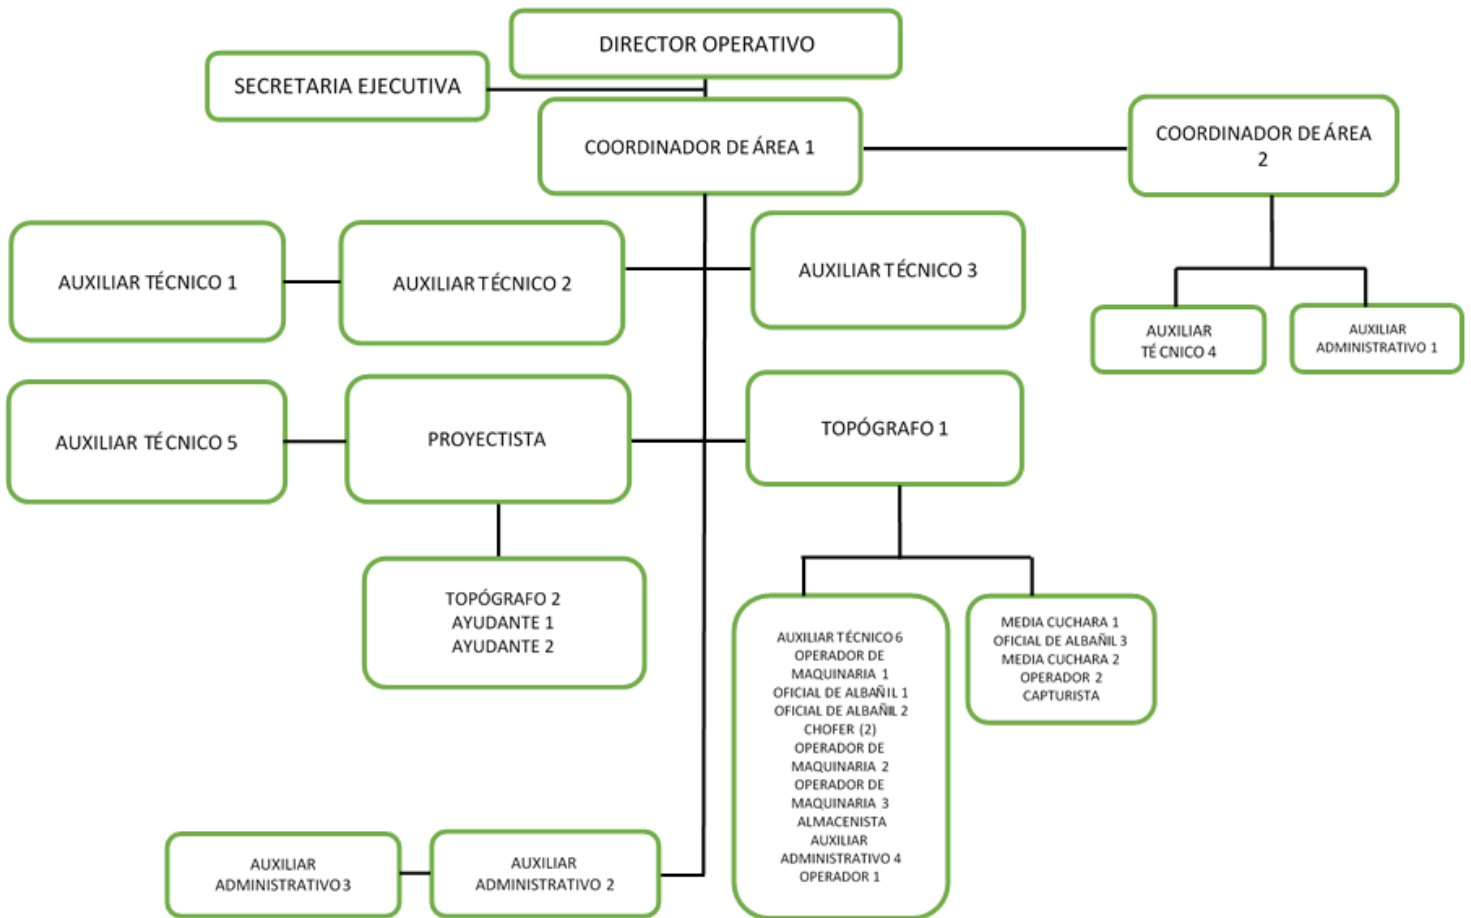 DIRECTOR OPERATIVO
SECRETARIA EJECUTIVA
COORDINADOR DE ÁREA 1
COORDINADOR DE ÁREA
2
AUXILIAR TÉCNICO 1
AUXILIAR TÉCNICO 2
AUXILIAR TÉCNICO 3
AUXILIAR
TÉCNICO 4
AUXILIAR
ADMINISTRATIVO 1
AUXILIAR TÉCNICO 5
PROYECTISTA
TOPÓGRAFO 1
TOPÓGRAFO 2
AYUDANTE 1
AYUDANTE 2
AUXILIAR TÉCNICO 6
OPERADOR DE
MAQUINARIA 1
OFICIAL DE ALBAÑIL 1
OFICIAL DE ALBAÑIL 2
CHOFER (2)
OPERADOR DE
MAQUINARIA 2
OPERADOR DE
MAQUINARIA 3
ALMACENISTA
AUXILIAR
ADMINISTRATIVO 4
OPERADOR 1
MEDIA CUCHARA 1
OFICIAL DE ALBAÑIL 3
MEDIA CUCHARA 2
OPERADOR 2
CAPTURISTA
AUXILIAR
ADMINISTRATIVO 3
AUXILIAR
ADMINISTRATIVO 2